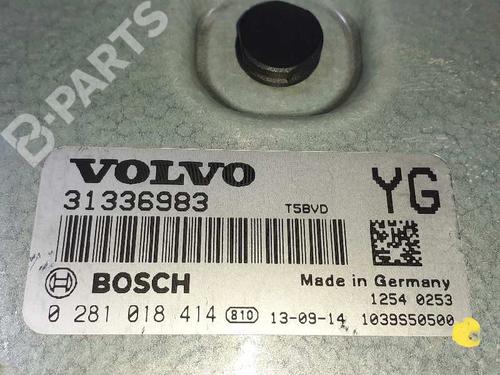 B-PARTS
VOLVO
31336983
T5BVD
YG
BOSCH
Made in Germany
1254 0253
0 281 018 414 810 13-09-14 1039S50500